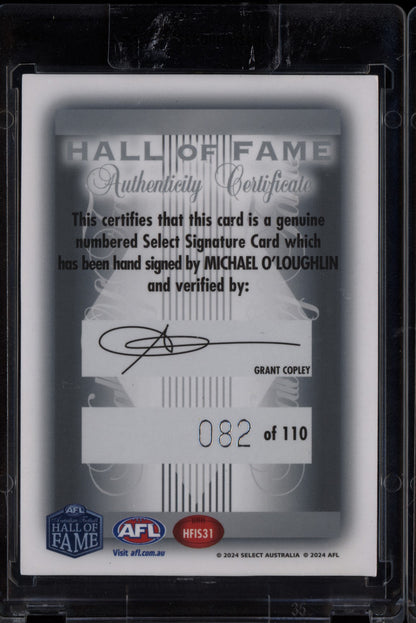 HALL OF FAME
Authenticity Certificate
This certifies that this card is a genuine
numbered Select Signature Card which
has been hand signed by MICHAEL O'LOUGHLIN
and verified by:
GRANT COPLEY
082 of 110
AFL
Australian Football
HALL OF
FAME
AFL
Visit afl.com.au
HFIS31
© 2024 SELECT AUSTRALIA © 2024 AFL